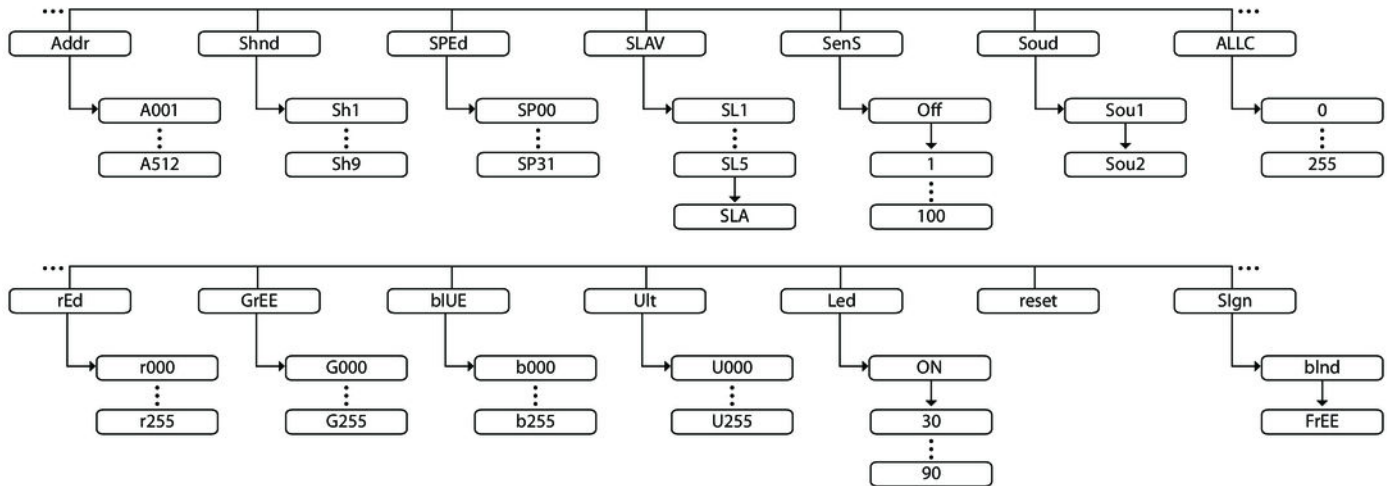 ... ...
Addr Shnd SPEd SLAV SenS Soud ALLC
A001 Sh1 SP00 SL1 Off Sou1 0
A512 Sh9 SP31 SL5 1 Sou2 255
SLA 100
... ...
rEd GrEE blUE Ult Led reset SIgn
r000 G000 b000 U000 ON bInd
r255 G255 b255 U255 30 FrEE
90